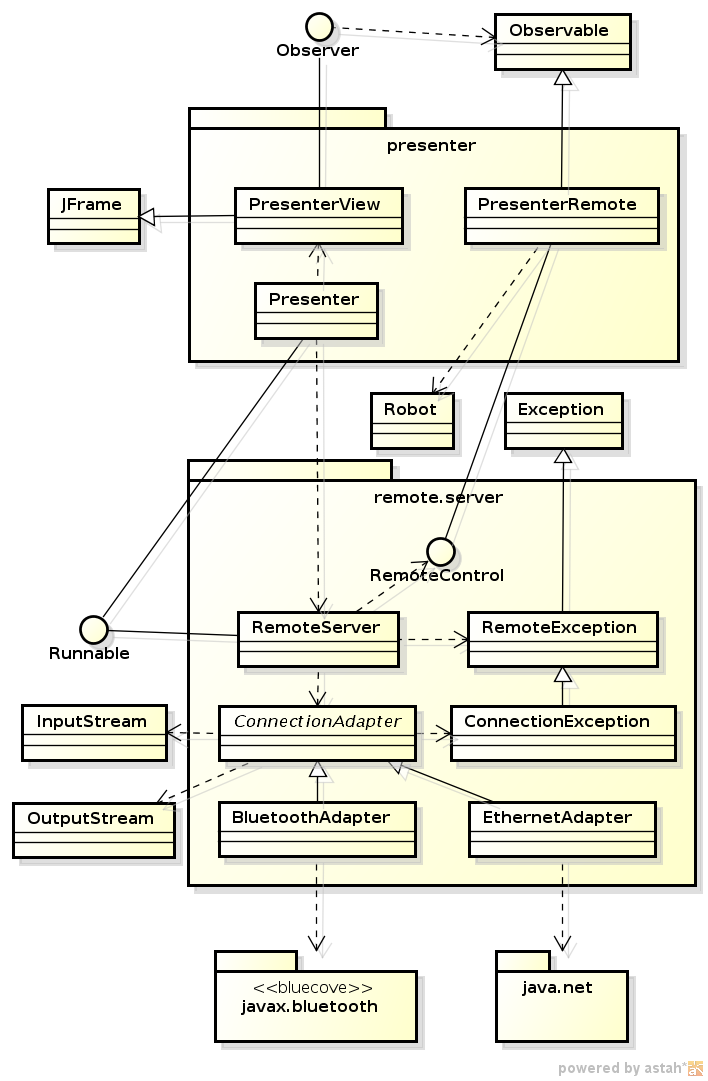 Observer
Observable
presenter
JFrame
PresenterView
PresenterRemote
Presenter
Robot
Exception
remote.server
RemoteControl
Runnable
RemoteServer
RemoteException
InputStream
ConnectionAdapter
ConnectionException
OutputStream
BluetoothAdapter
EthernetAdapter
<<bluecove>>
javax.bluetooth
java.net
powered by astah*